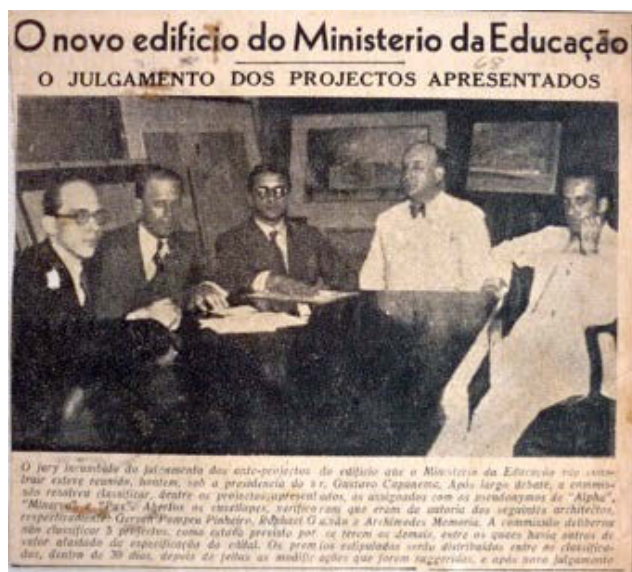 O novo edificio do Ministerio da Educação
68
O JULGAMENTO DOS PROJECTOS APRESENTADOS
O jury incumbido do julgamento dos ante-projectos do edificio que o Ministerio da Educação vae
esteve reunido, hontem, sob a presidencia do sr. Gustavo Capanema. Após largo debate, a commis-
são resolveu classificar, dentre os projectos apresentados, os assignados com os pseudonymos de "Alpha",
"Minerva" e Abertos os enveloppes, verificou que eram da autoria dos seguintes architectos,
respectivamente: Gerson Pompeu Pinheiro, Raphael Galvão e Archimedes Memoria. A commissão deliberou
não classificar 5 projectos, como estava previsto por se terem os demais, entre os quaes havia outros de
valor afastado da especificação do edital. Os premios estipulados serão distribuidos entre os classifica-
dos, dentro de 30 dias, depois de feitas as modificações que forem suggeridas, e após novo julgamento